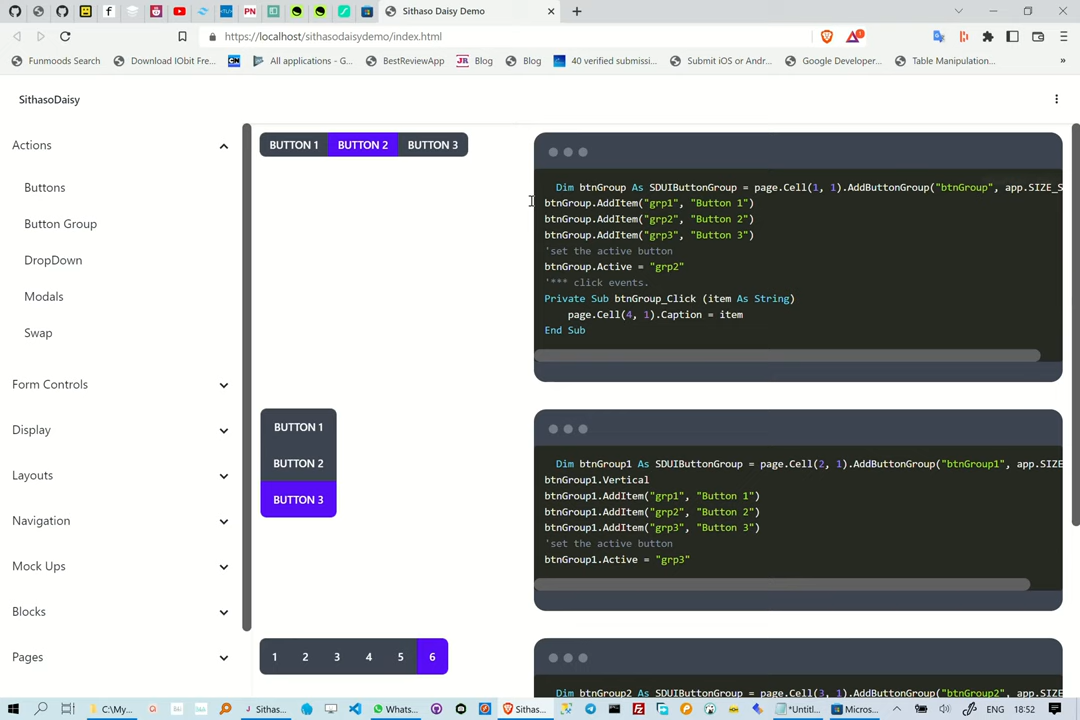 Sithaso Daisy Demo
https://localhost/sithasodaisydemo/index.html
Funmoods Search
Download IObit Fre...
All applications - G...
BestReviewApp
JR Blog
Blog
40 verified submissi...
Submit iOS or Andr...
Google Developer...
Table Manipulation...
»
SithasoDaisy
Actions
Buttons
Button Group
DropDown
Modals
Swap
Form Controls
Display
Layouts
Navigation
Mock Ups
Blocks
Pages
BUTTON 1 BUTTON 2 BUTTON 3
Dim btnGroup As SDUIButtonGroup = page.Cell(1, 1).AddButtonGroup("btnGroup", app.SIZE_S
btnGroup.AddItem("grp1", "Button 1")
btnGroup.AddItem("grp2", "Button 2")
btnGroup.AddItem("grp3", "Button 3")
'set the active button
btnGroup.Active = "grp2"
'*** click events.
Private Sub btnGroup_Click (item As String)
page.Cell(4, 1).Caption = item
End Sub
BUTTON 1
BUTTON 2
BUTTON 3
Dim btnGroup1 As SDUIButtonGroup = page.Cell(2, 1).AddButtonGroup("btnGroup1", app.SIZE
btnGroup1.Vertical
btnGroup1.AddItem("grp1", "Button 1")
btnGroup1.AddItem("grp2", "Button 2")
btnGroup1.AddItem("grp3", "Button 3")
'set the active button
btnGroup1.Active = "grp3"
1 2 3 4 5 6
Dim btnGroup2 As SDUIButtonGroup = page.Cell(3, 1).AddButtonGroup("btnGroup2", app.SIZE
C:\My...
Sithas...
Whats...
Sithas...
*Untitl...
Micros...
ENG
18:52